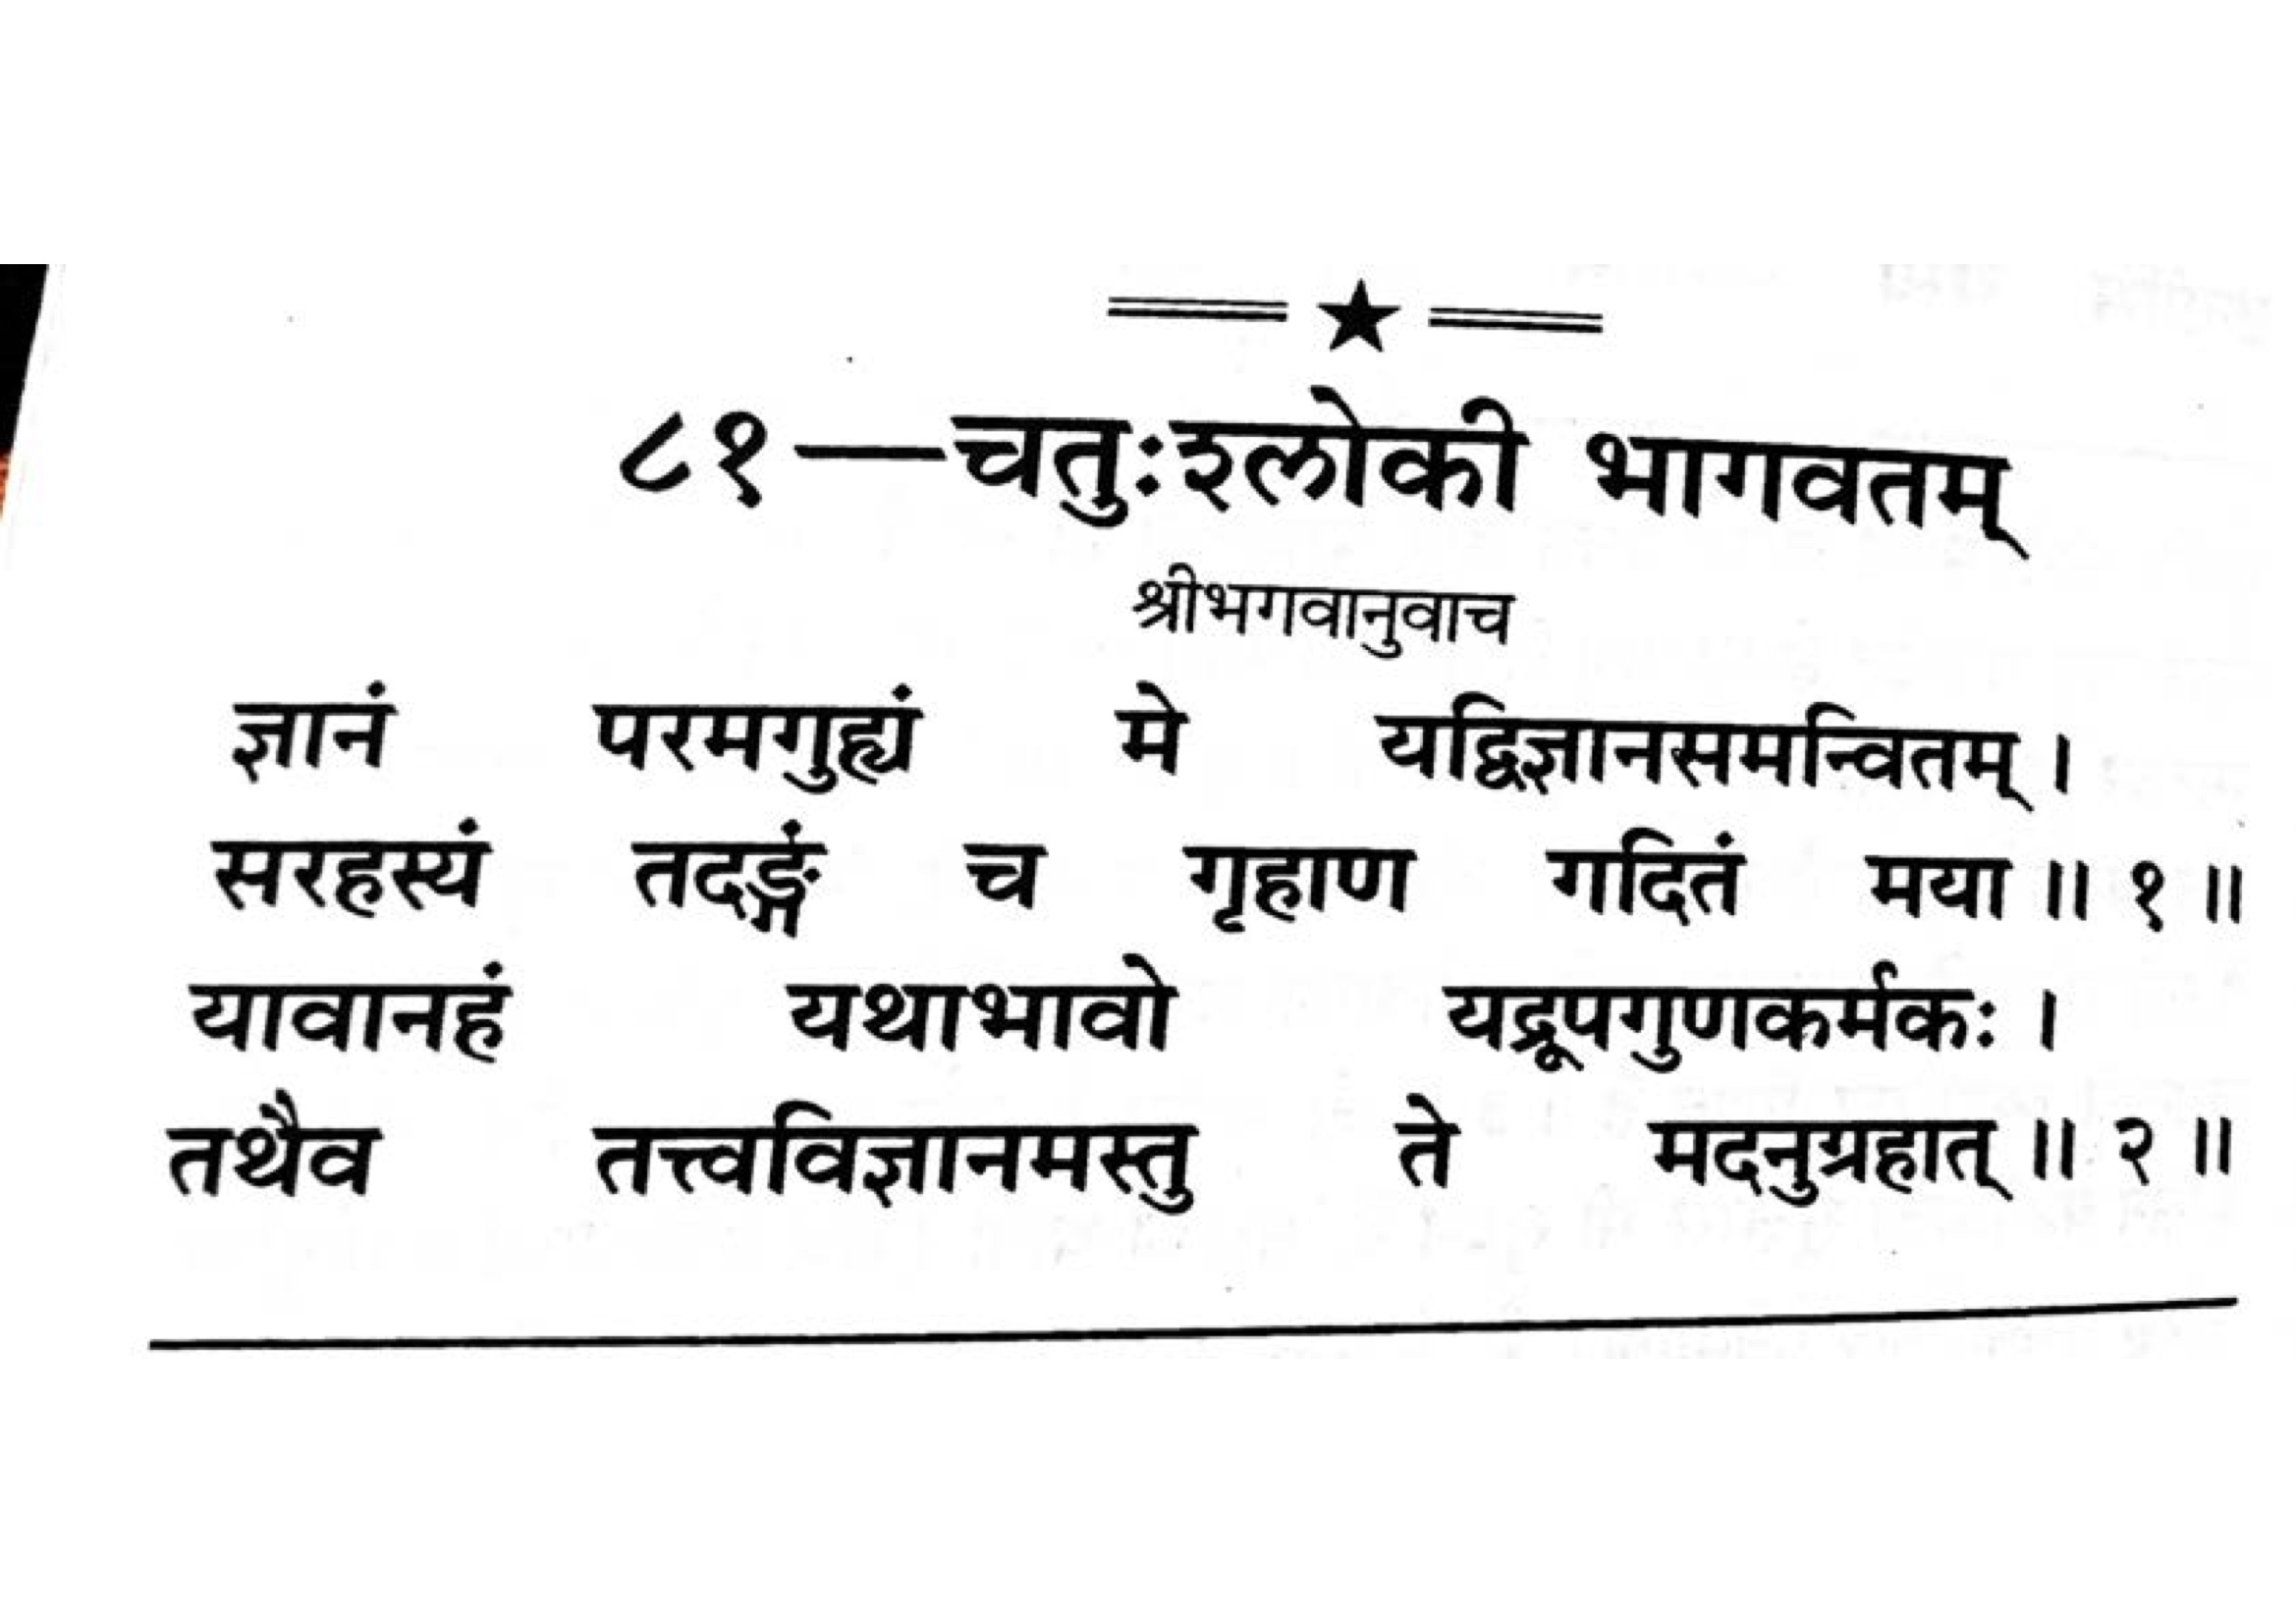 ८१—चतुःश्लोकी भागवतम्
श्रीभगवानुवाच
ज्ञानं परमगुह्यं मे यद्विज्ञानसमन्वितम् ।
सरहस्यं तदङ्गं च गृहाण गदितं मया ॥ १ ॥
यावानहं यथाभावो यद्रूपगुणकर्मकः ।
तथैव तत्त्वविज्ञानमस्तु ते मदनुग्रहात् ॥ २ ॥